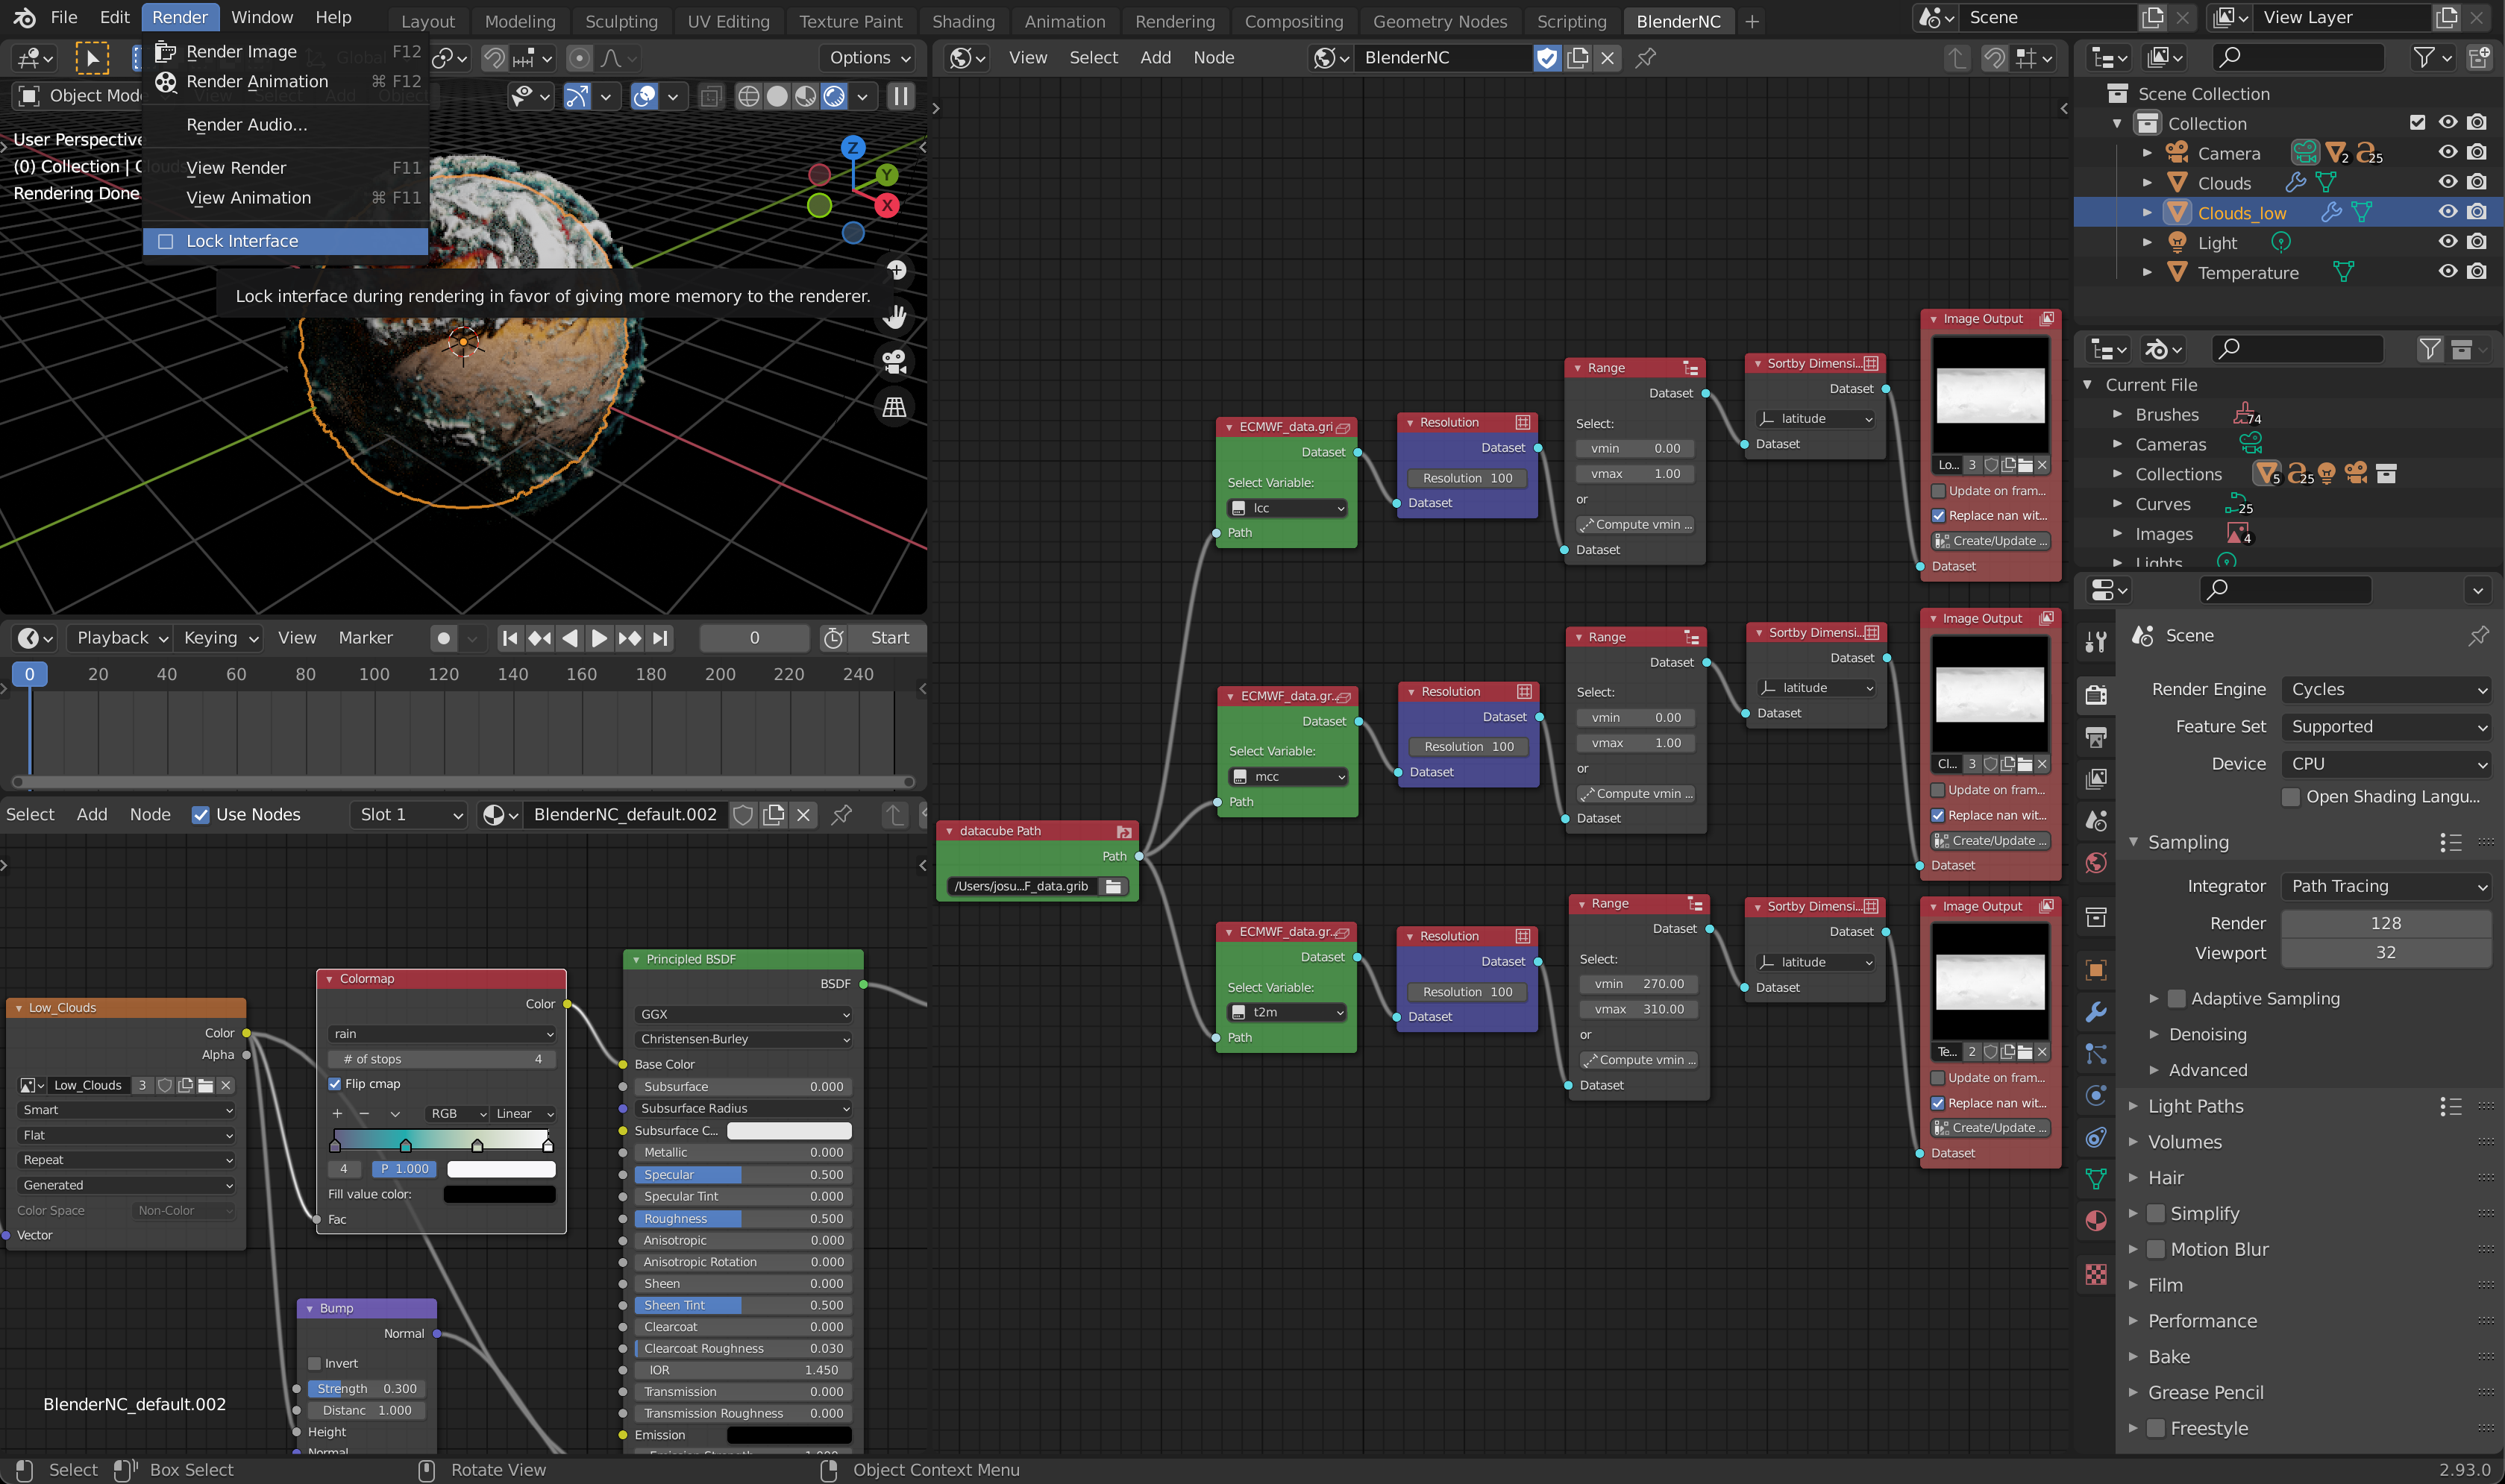 File Edit Render Window Help Layout Modeling Sculpting UV Editing Texture Paint Shading Animation Rendering Compositing Geometry Nodes Scripting BlenderNC + Scene View Layer
Render Image F12
Render Animation ⌘ F12
Render Audio...
View Render F11
View Animation ⌘ F11
Lock Interface
Lock interface during rendering in favor of giving more memory to the renderer.
Options
Object Mode
User Perspective
(0) Collection |
Rendering Done
Z
Y
X
View Select Add Node BlenderNC
Playback Keying View Marker 0 Start
0 20 40 60 80 100 120 140 160 180 200 220 240
Select Add Node Use Nodes Slot 1 BlenderNC_default.002
Low_Clouds
Color
Alpha
Low_Clouds 3
Smart
Flat
Repeat
Generated
Color Space Non-Color
Vector
Colormap
Color
rain
# of stops 4
Flip cmap
RGB Linear
4 P 1.000
Fill value color:
Fac
Bump
Normal
Invert
Strength 0.300
Distanc 1.000
Height
Normal
BlenderNC_default.002
Principled BSDF
BSDF
GGX
Christensen-Burley
Base Color
Subsurface 0.000
Subsurface Radius
Subsurface C...
Metallic 0.000
Specular 0.500
Specular Tint 0.000
Roughness 0.500
Anisotropic 0.000
Anisotropic Rotation 0.000
Sheen 0.000
Sheen Tint 0.500
Clearcoat 0.000
Clearcoat Roughness 0.030
IOR 1.450
Transmission 0.000
Transmission Roughness 0.000
Emission
datacube Path
Path
/Users/josu...F_data.grib
ECMWF_data.gri
Dataset
Select Variable:
lcc
Path
Resolution
Dataset
Resolution 100
Dataset
Range
Dataset
Select:
vmin 0.00
vmax 1.00
or
Compute vmin ...
Dataset
Sortby Dimensi...
Dataset
latitude
Dataset
Image Output
Lo... 3
Update on fram...
Replace nan wit...
Create/Update ...
Dataset
ECMWF_data.gr...
Dataset
Select Variable:
mcc
Path
Resolution
Dataset
Resolution 100
Dataset
Range
Dataset
Select:
vmin 0.00
vmax 1.00
or
Compute vmin ...
Dataset
Sortby Dimensi...
Dataset
latitude
Dataset
Image Output
Cl... 3
Update on fram...
Replace nan wit...
Create/Update ...
Dataset
ECMWF_data.gr...
Dataset
Select Variable:
t2m
Path
Resolution
Dataset
Resolution 100
Dataset
Range
Dataset
Select:
vmin 270.00
vmax 310.00
or
Compute vmin ...
Dataset
Sortby Dimensi...
Dataset
latitude
Dataset
Image Output
Te... 2
Update on fram...
Replace nan wit...
Create/Update ...
Dataset
Scene Collection
Collection
Camera 2 25
Clouds
Clouds_low
Light
Temperature
Current File
Brushes 74
Cameras
Collections 5 25
Curves 25
Images 4
Lights
Scene
Render Engine Cycles
Feature Set Supported
Device CPU
Open Shading Langu...
Sampling
Integrator Path Tracing
Render 128
Viewport 32
Adaptive Sampling
Denoising
Advanced
Light Paths
Volumes
Hair
Simplify
Motion Blur
Film
Performance
Bake
Grease Pencil
Freestyle
Select Box Select Rotate View Object Context Menu 2.93.0